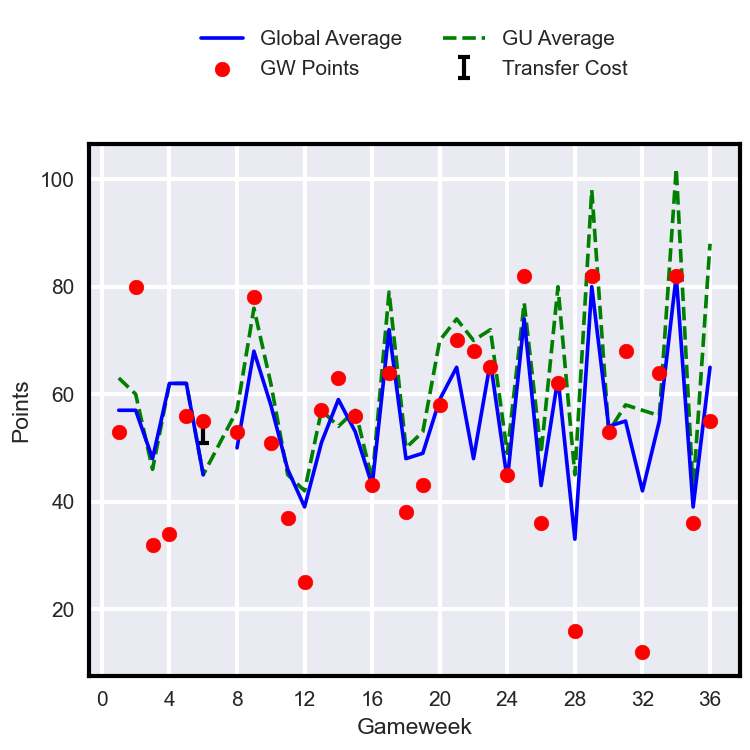 Global Average
GU Average
GW Points
Transfer Cost
100
80
60
40
20
Points
0 4 8 12 16 20 24 28 32 36
Gameweek